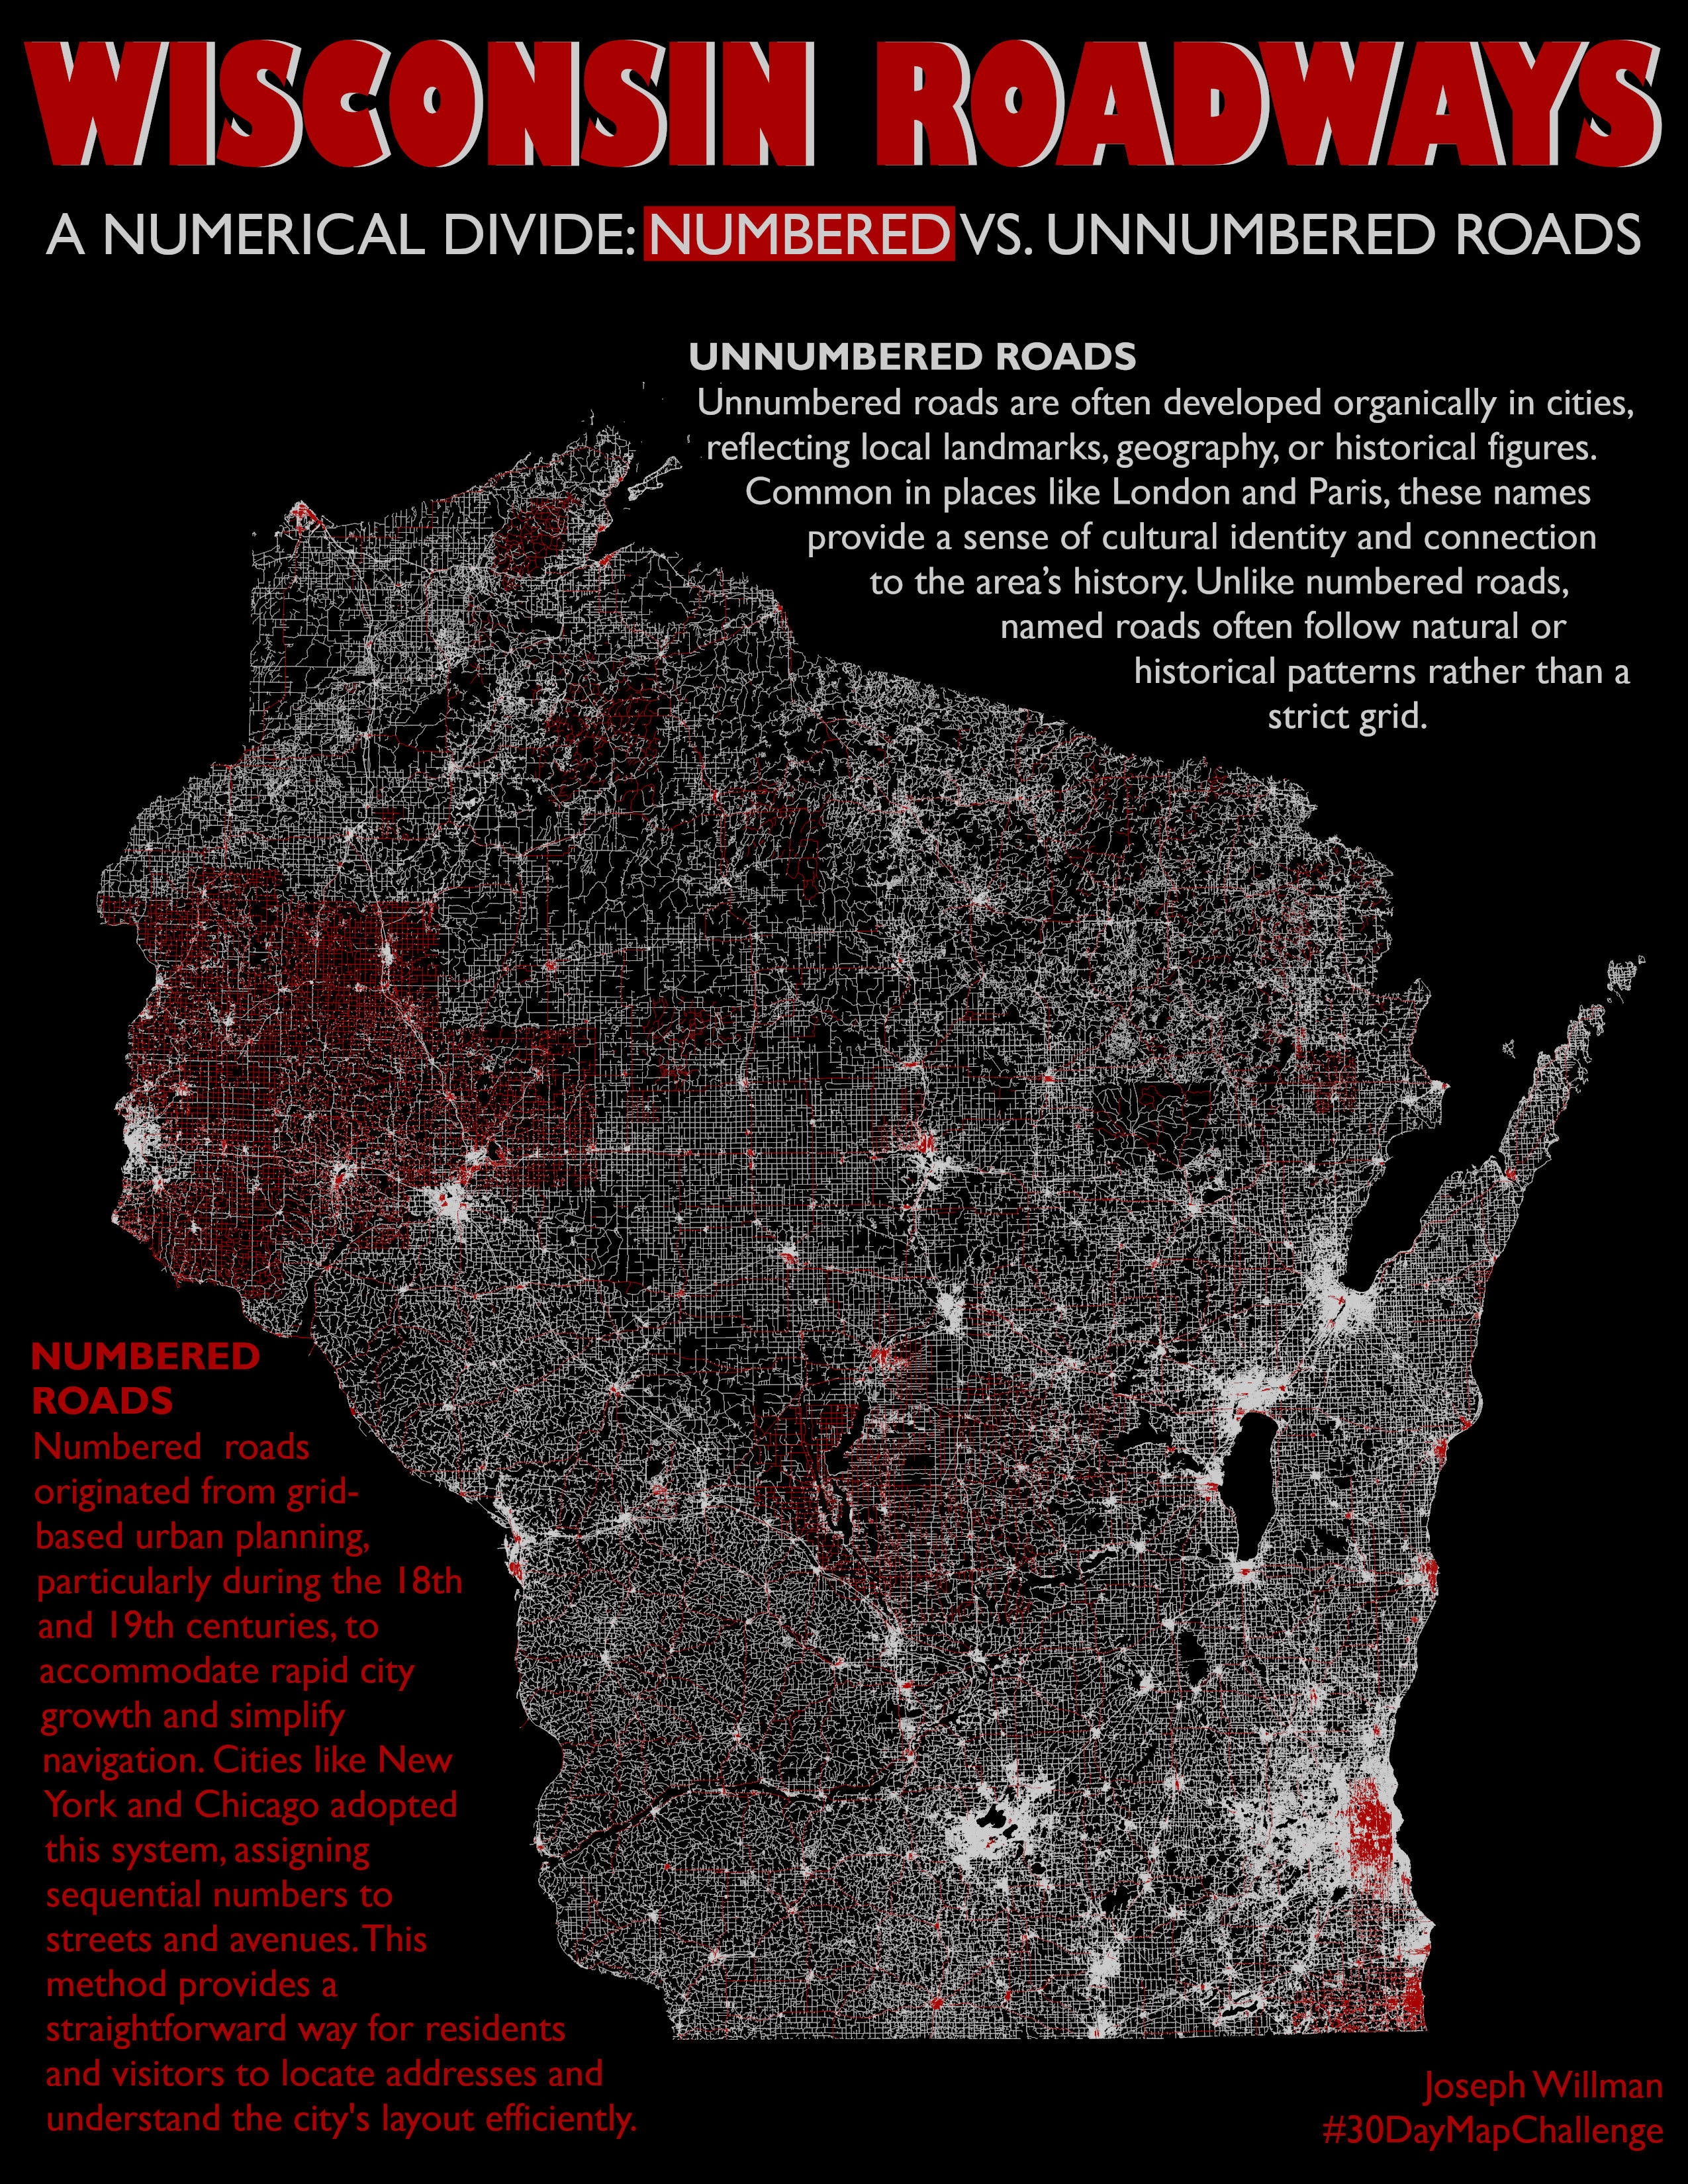 WISCONSIN ROADWAYS
A NUMERICAL DIVIDE: NUMBERED VS. UNNUMBERED ROADS
UNNUMBERED ROADS
Unnumbered roads are often developed organically in cities,
reflecting local landmarks, geography, or historical figures.
Common in places like London and Paris, these names
provide a sense of cultural identity and connection
to the area's history. Unlike numbered roads,
named roads often follow natural or
historical patterns rather than a
strict grid.
NUMBERED
ROADS
Numbered roads
originated from grid-
based urban planning,
particularly during the 18th
and 19th centuries, to
accommodate rapid city
growth and simplify
navigation. Cities like New
York and Chicago adopted
this system, assigning
sequential numbers to
streets and avenues. This
method provides a
straightforward way for residents
and visitors to locate addresses and
understand the city's layout efficiently.
Joseph Willman
#30DayMapChallenge